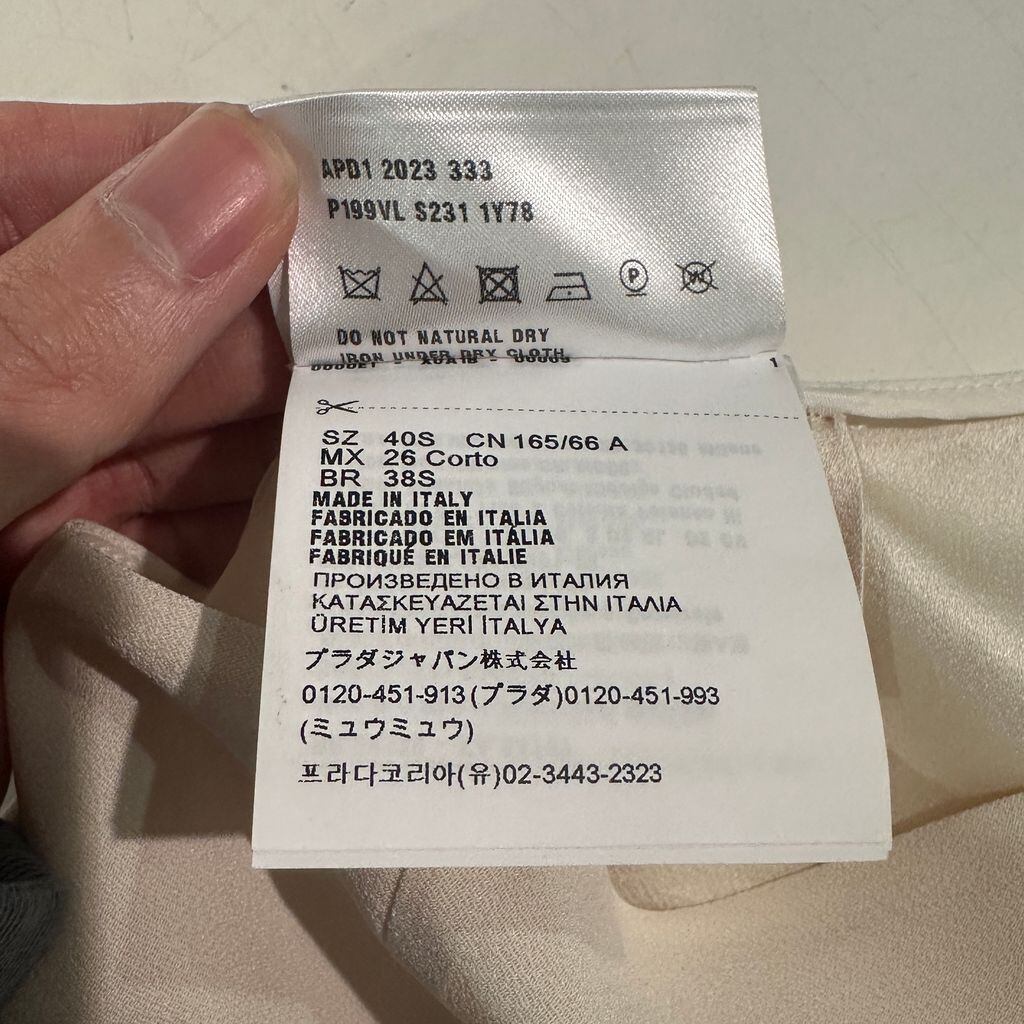 APD1 2023 333
P199VL S231 1Y78
DO NOT NATURAL DRY
IRON UNDER DRY CLOTH
1
SZ 40S CN 165/66 A
MX 26 Corto
BR 38S
MADE IN ITALY
FABRICADO EN ITALIA
FABRICADO EM ITÁLIA
FABRIQUÉ EN ITALIE
ПРОИЗВЕДЕНО В ИТАЛИЯ
ΚΑΤΑΣΚΕΥΑΖΕΤΑΙ ΣΤΗΝ ΙΤΑΛΙΑ
ÜRETİM YERİ İTALYA
プラダジャパン株式会社
0120-451-913(プラダ)0120-451-993
(ミュウミュウ)
프라다코리아(유)02-3443-2323